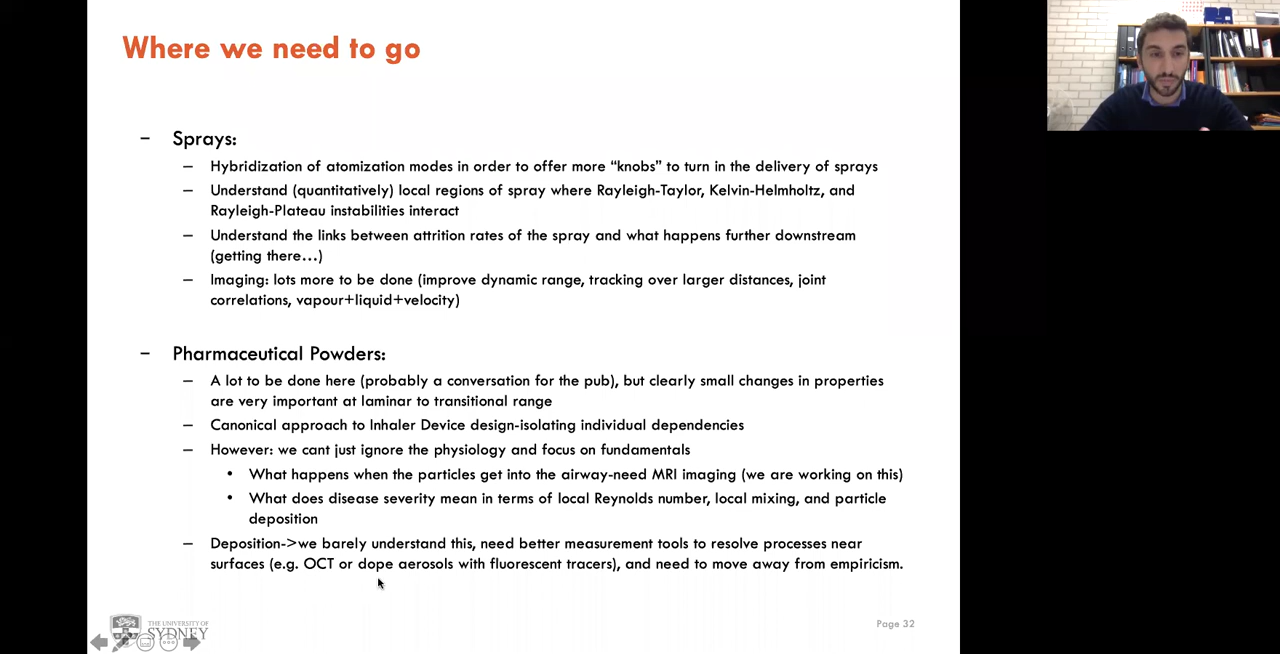 Where we need to go
– Sprays:
– Hybridization of atomization modes in order to offer more “knobs” to turn in the delivery of sprays
– Understand (quantitatively) local regions of spray where Rayleigh-Taylor, Kelvin-Helmholtz, and
Rayleigh-Plateau instabilities interact
– Understand the links between attrition rates of the spray and what happens further downstream
(getting there…)
– Imaging: lots more to be done (improve dynamic range, tracking over larger distances, joint
correlations, vapour+liquid+velocity)
– Pharmaceutical Powders:
– A lot to be done here (probably a conversation for the pub), but clearly small changes in properties
are very important at laminar to transitional range
– Canonical approach to Inhaler Device design-isolating individual dependencies
– However: we cant just ignore the physiology and focus on fundamentals
• What happens when the particles get into the airway-need MRI imaging (we are working on this)
• What does disease severity mean in terms of local Reynolds number, local mixing, and particle
deposition
– Deposition->we barely understand this, need better measurement tools to resolve processes near
surfaces (e.g. OCT or dope aerosols with fluorescent tracers), and need to move away from empiricism.
THE UNIVERSITY OF
SYDNEY
Page 32